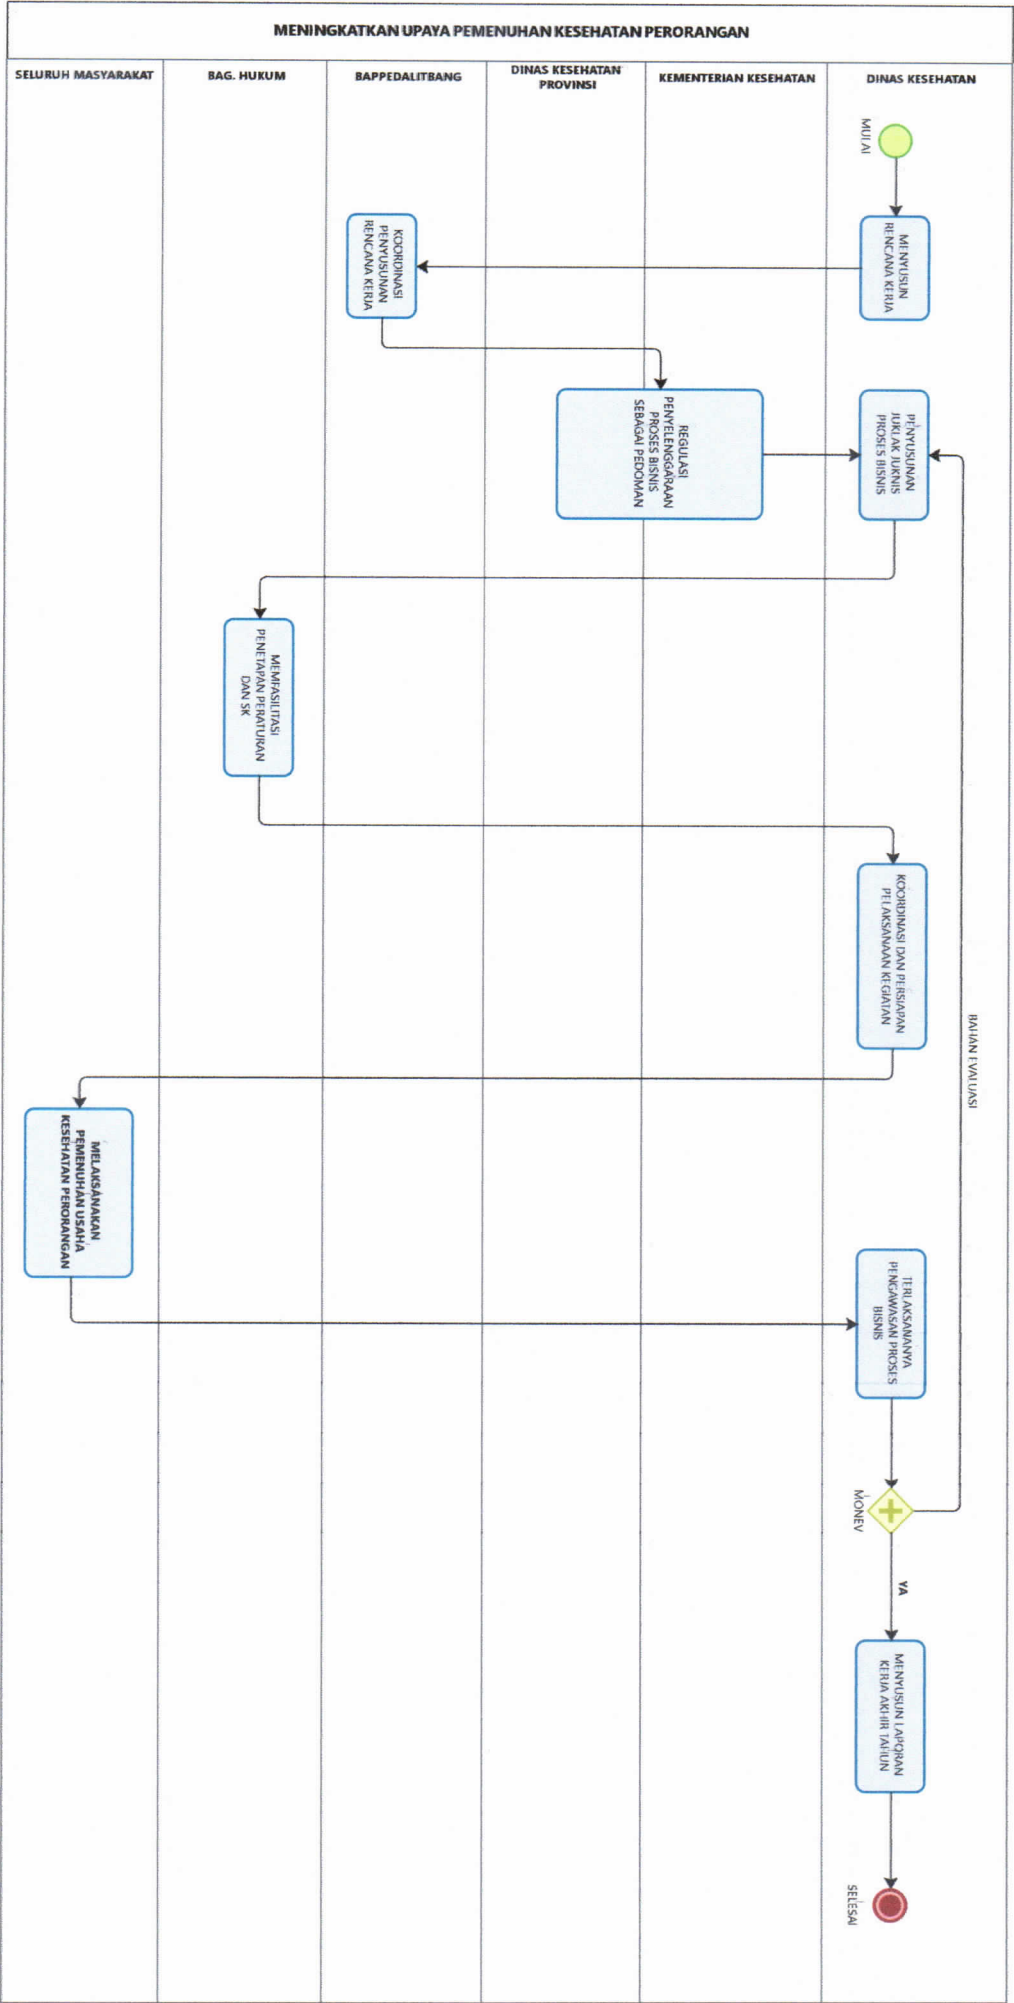 MENINGKATKAN UPAYA PEMENUHAN KESEHATAN PERORANGAN
SELURUH MASYARAKAT
BAG. HUKUM
BAPPEDALITBANG
DINAS KESEHATAN
PROVINSI
KEMENTERIAN KESEHATAN
DINAS KESEHATAN
MULAI
MENYUSUN
RENCANA KERJA
KOORDINASI
PENYUSUNAN
RENCANA KERJA
REGULASI
PENYELENGGARAAN
PROSES BISNIS
SEBAGAI PEDOMAN
PENYUSUNAN
JUKLAK JUKNIS
PROSES BISNIS
MEMFASILITASI
PENETAPAN PERATURAN
DAN SK
KOORDINASI DAN PERSIAPAN
PELAKSANAAN KEGIATAN
BAHAN EVALUASI
MELAKSANAKAN
PEMENUHAN USAHA
KESEHATAN PERORANGAN
TERLAKSANANYA
PENGAWASAN PROSES
BISNIS
MONEV
YA
MENYUSUN LAPORAN
KERJA AKHIR TAHUN
SELESAI